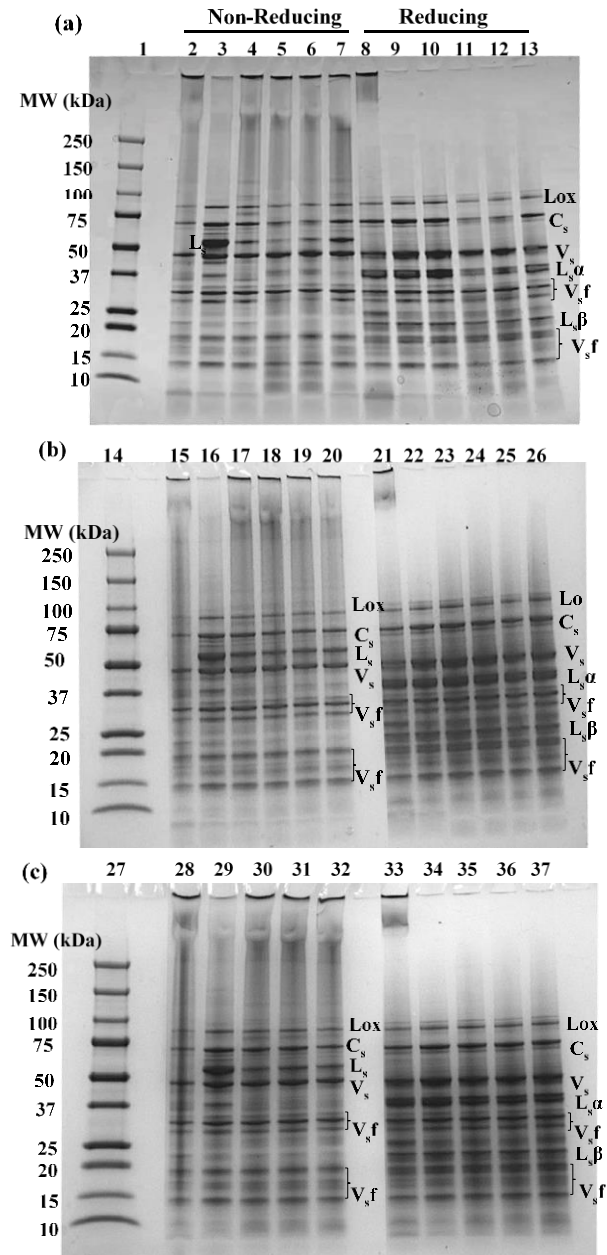 Non-Reducing Reducing
(a) 1 2 3 4 5 6 7 8 9 10 11 12 13
MW (kDa)
250
150
100
75
50
37
25
20
15
10
Ls
Lox
Cs
Vs
Lsα
Vsf
Lsβ
Vsf
(b) 14 15 16 17 18 19 20 21 22 23 24 25 26
MW (kDa)
250
150
100
75
50
37
25
20
15
10
Lox
Cs
Ls
Vs
Vsf
Vsf
Lo
Cs
Vs
Lsα
Vsf
Lsβ
Vsf
(c) 27 28 29 30 31 32 33 34 35 36 37
MW (kDa)
250
150
100
75
50
37
25
20
15
10
Lox
Cs
Ls
Vs
Vsf
Vsf
Lox
Cs
Vs
Lsα
Vsf
Lsβ
Vsf